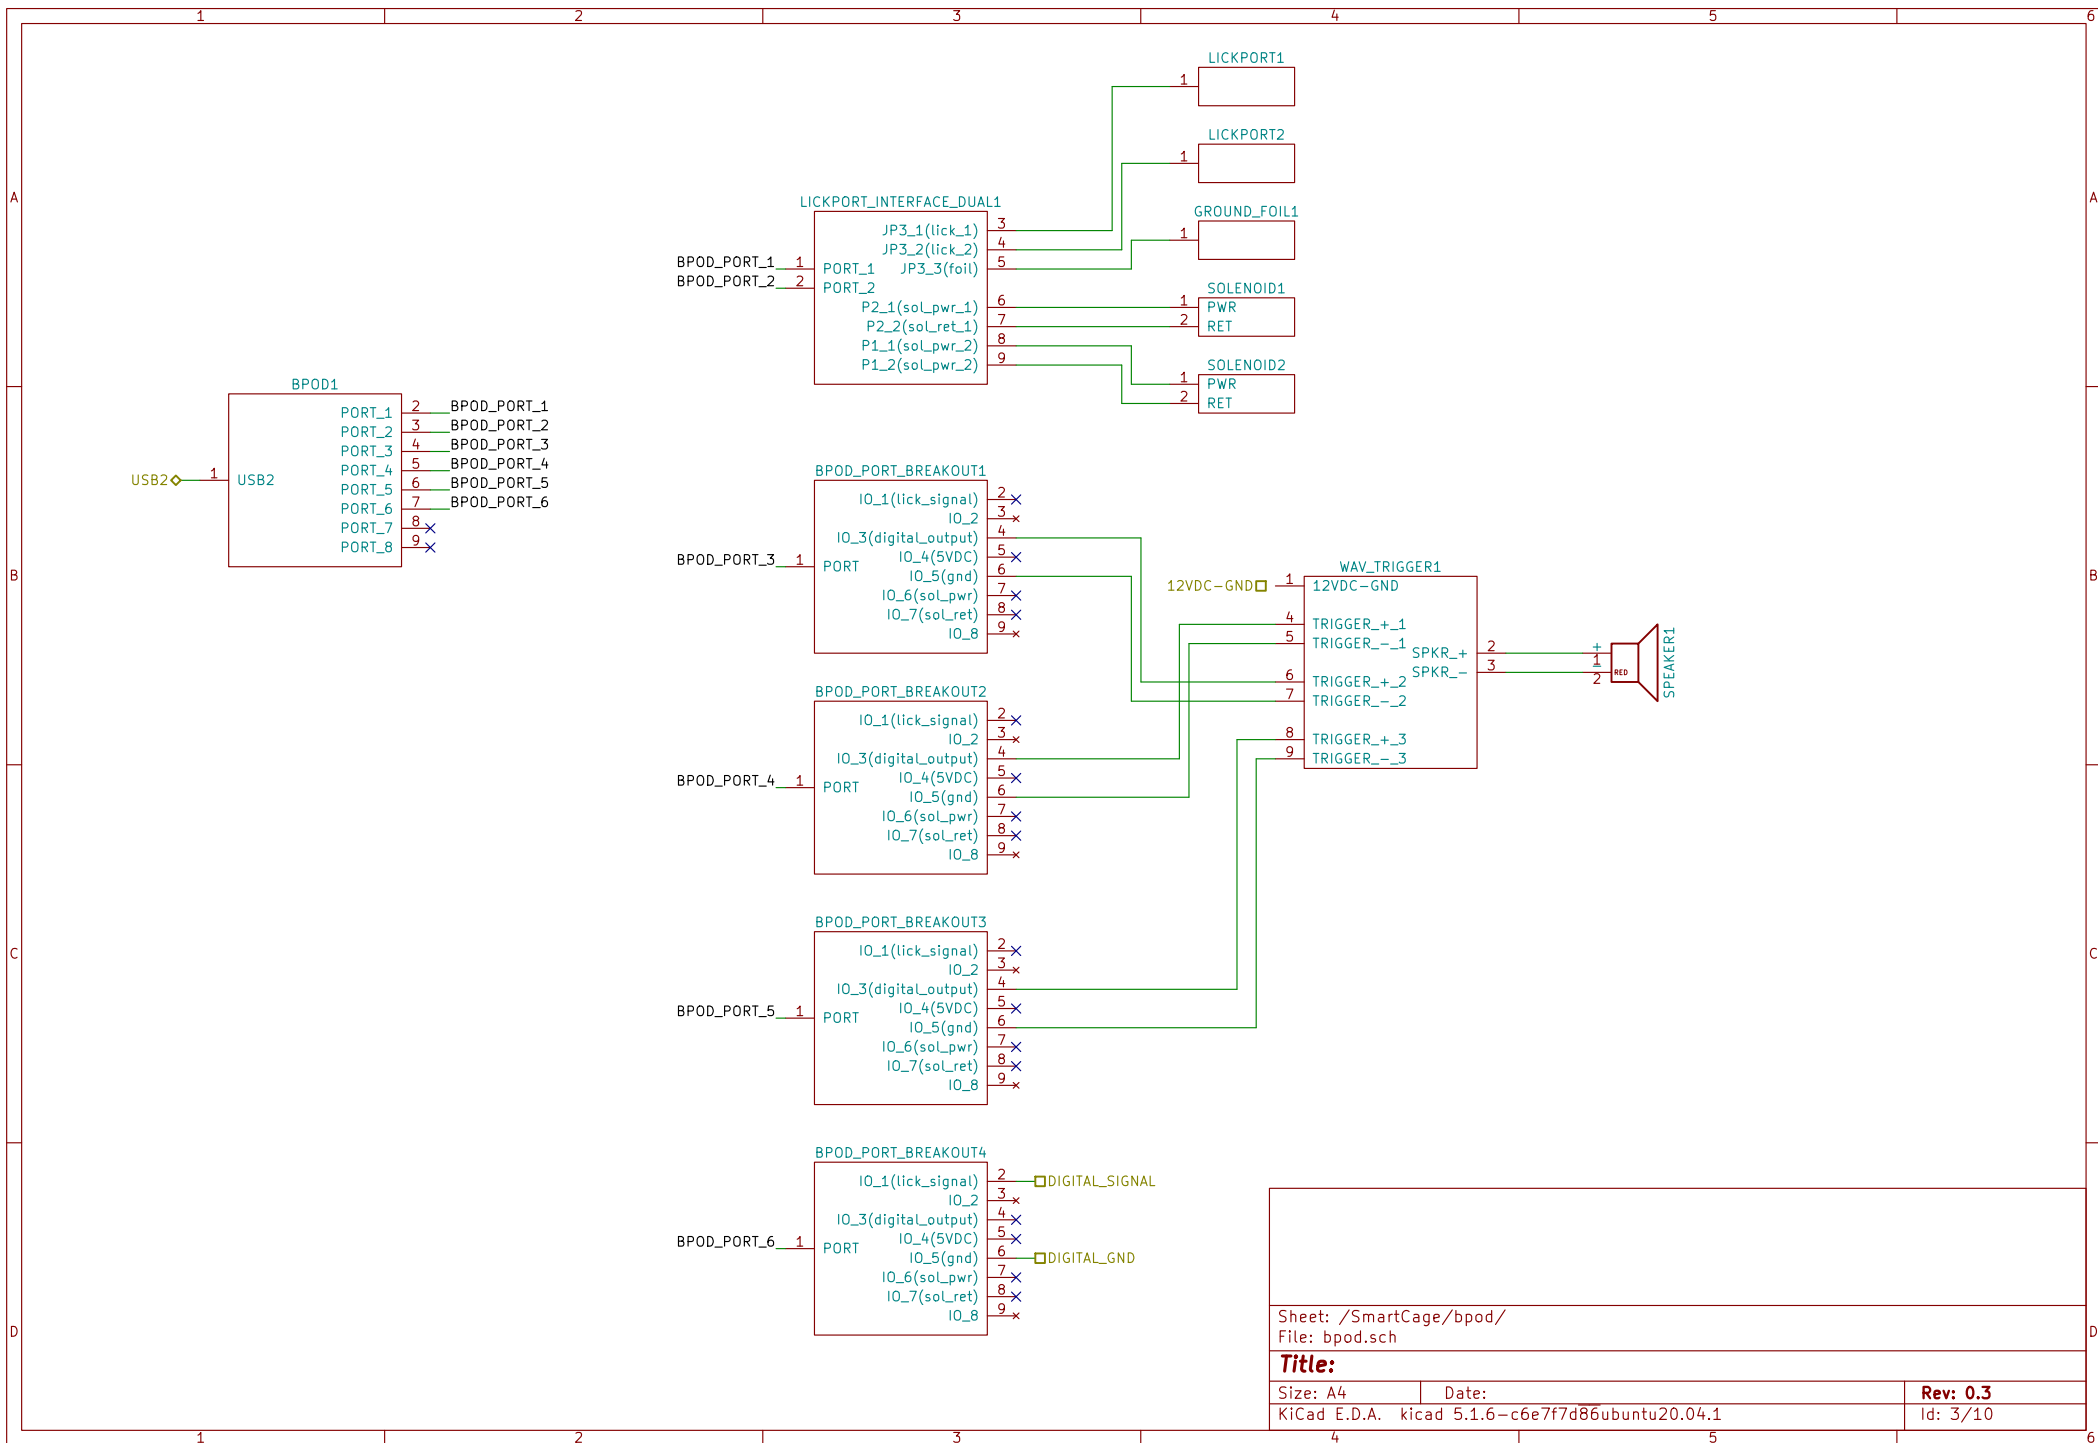 1 2 3 4 5 6
A
B
C
D
A
B
C
D
LICKPORT1
1
LICKPORT2
1
GROUND_FOIL1
1
SOLENOID1
1 PWR
2 RET
SOLENOID2
1 PWR
2 RET
LICKPORT_INTERFACE_DUAL1
BPOD_PORT_1 1 PORT_1
BPOD_PORT_2 2 PORT_2
JP3_1(lick_1) 3
JP3_2(lick_2) 4
JP3_3(foil) 5
P2_1(sol_pwr_1) 6
P2_2(sol_ret_1) 7
P1_1(sol_pwr_2) 8
P1_2(sol_pwr_2) 9
BPOD1
USB2 1 USB2
PORT_1 2 BPOD_PORT_1
PORT_2 3 BPOD_PORT_2
PORT_3 4 BPOD_PORT_3
PORT_4 5 BPOD_PORT_4
PORT_5 6 BPOD_PORT_5
PORT_6 7 BPOD_PORT_6
PORT_7 8
PORT_8 9
BPOD_PORT_BREAKOUT1
BPOD_PORT_3 1 PORT
IO_1(lick_signal) 2
IO_2 3
IO_3(digital_output) 4
IO_4(5VDC) 5
IO_5(gnd) 6
IO_6(sol_pwr) 7
IO_7(sol_ret) 8
IO_8 9
WAV_TRIGGER1
12VDC-GND 1 12VDC-GND
4 TRIGGER_+_1
5 TRIGGER_-_1
6 TRIGGER_+_2
7 TRIGGER_-_2
8 TRIGGER_+_3
9 TRIGGER_-_3
SPKR_+ 2
SPKR_- 3
+
1
-
2
RED
SPEAKER1
BPOD_PORT_BREAKOUT2
BPOD_PORT_4 1 PORT
IO_1(lick_signal) 2
IO_2 3
IO_3(digital_output) 4
IO_4(5VDC) 5
IO_5(gnd) 6
IO_6(sol_pwr) 7
IO_7(sol_ret) 8
IO_8 9
BPOD_PORT_BREAKOUT3
BPOD_PORT_5 1 PORT
IO_1(lick_signal) 2
IO_2 3
IO_3(digital_output) 4
IO_4(5VDC) 5
IO_5(gnd) 6
IO_6(sol_pwr) 7
IO_7(sol_ret) 8
IO_8 9
BPOD_PORT_BREAKOUT4
BPOD_PORT_6 1 PORT
IO_1(lick_signal) 2 DIGITAL_SIGNAL
IO_2 3
IO_3(digital_output) 4
IO_4(5VDC) 5
IO_5(gnd) 6 DIGITAL_GND
IO_6(sol_pwr) 7
IO_7(sol_ret) 8
IO_8 9
Sheet: /SmartCage/bpod/
File: bpod.sch
Title:
Size: A4 Date: Rev: 0.3
KiCad E.D.A. kicad 5.1.6-c6e7f7d86ubuntu20.04.1 Id: 3/10
1 2 3 4 5 6